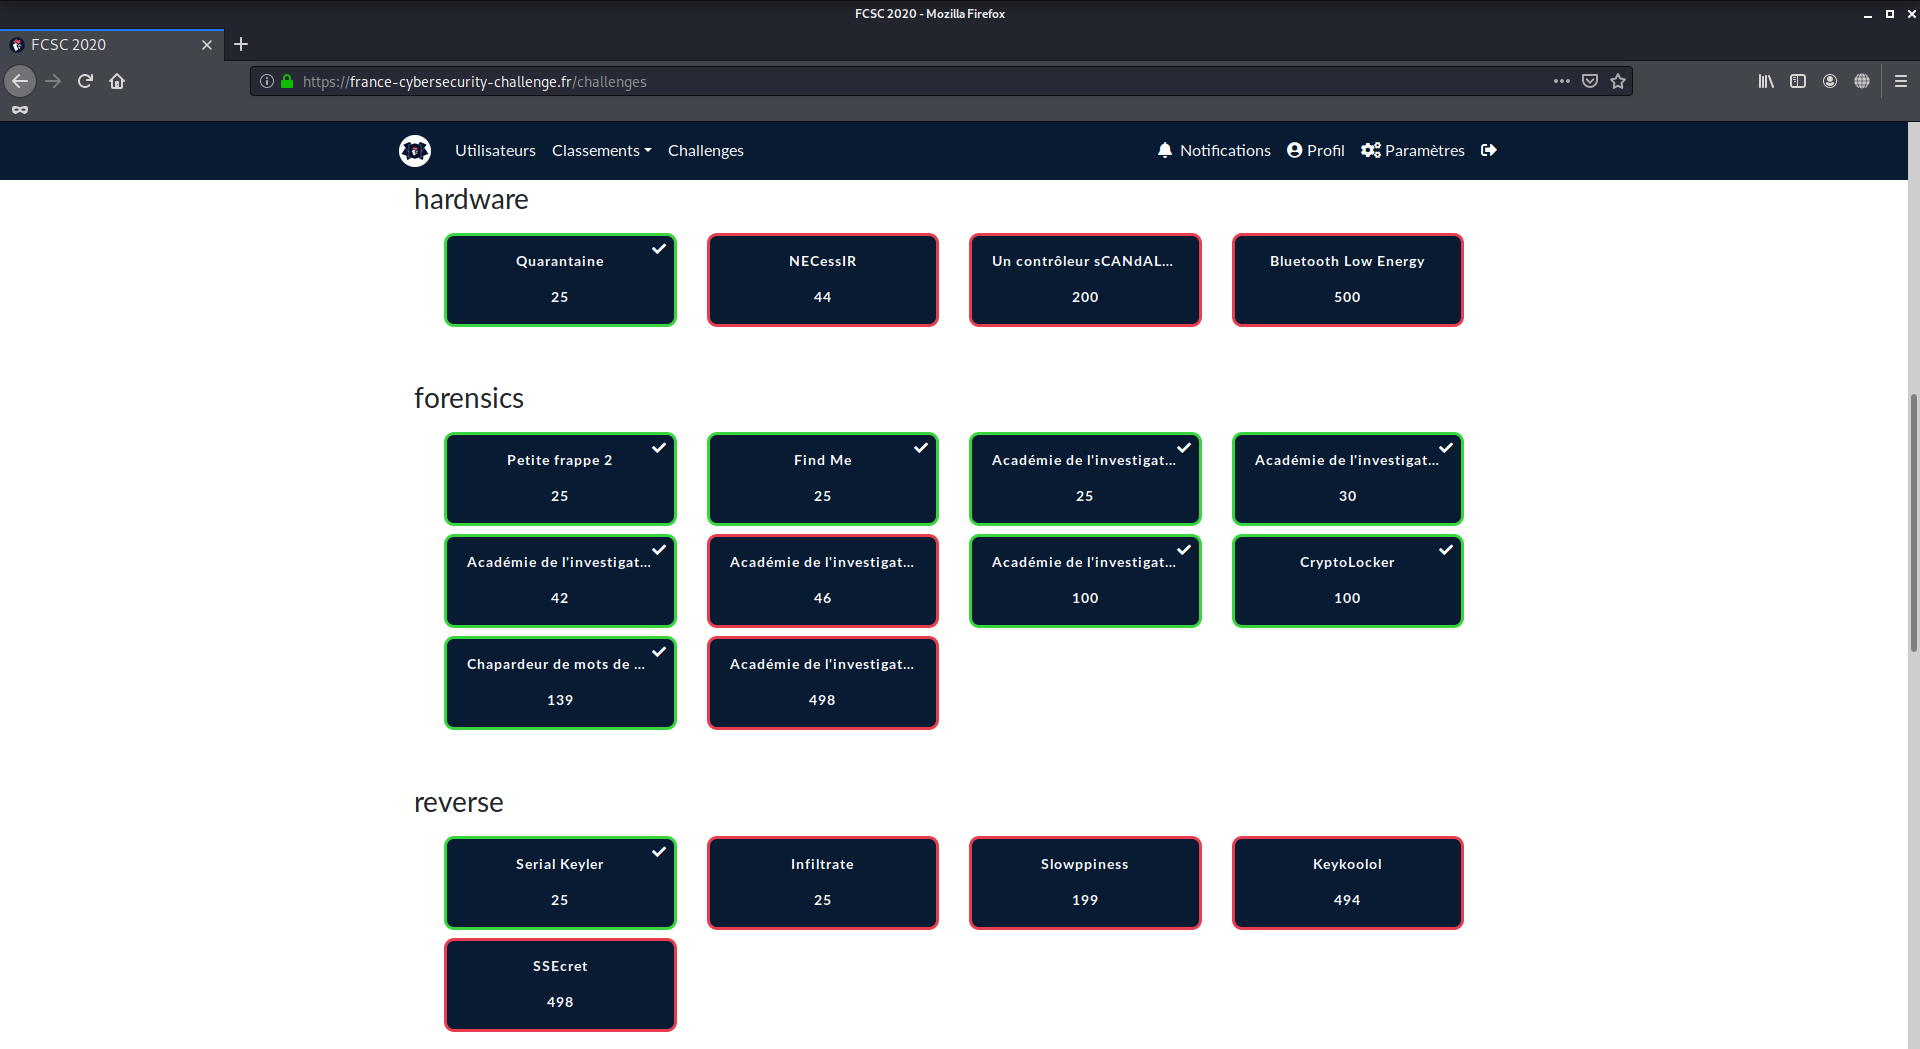 FCSC 2020 - Mozilla Firefox
FCSC 2020
https://france-cybersecurity-challenge.fr/challenges
Utilisateurs Classements Challenges Notifications Profil Paramètres
hardware
Quarantaine NECessIR Un contrôleur sCANdAL... Bluetooth Low Energy
25 44 200 500
forensics
Petite frappe 2 Find Me Académie de l'investigat... Académie de l'investigat...
25 25 25 30
Académie de l'investigat... Académie de l'investigat... Académie de l'investigat... CryptoLocker
42 46 100 100
Chapardeur de mots de ... Académie de l'investigat...
139 498
reverse
Serial Keyler Infiltrate Slowppiness Keykoolol
25 25 199 494
SSEcret
498